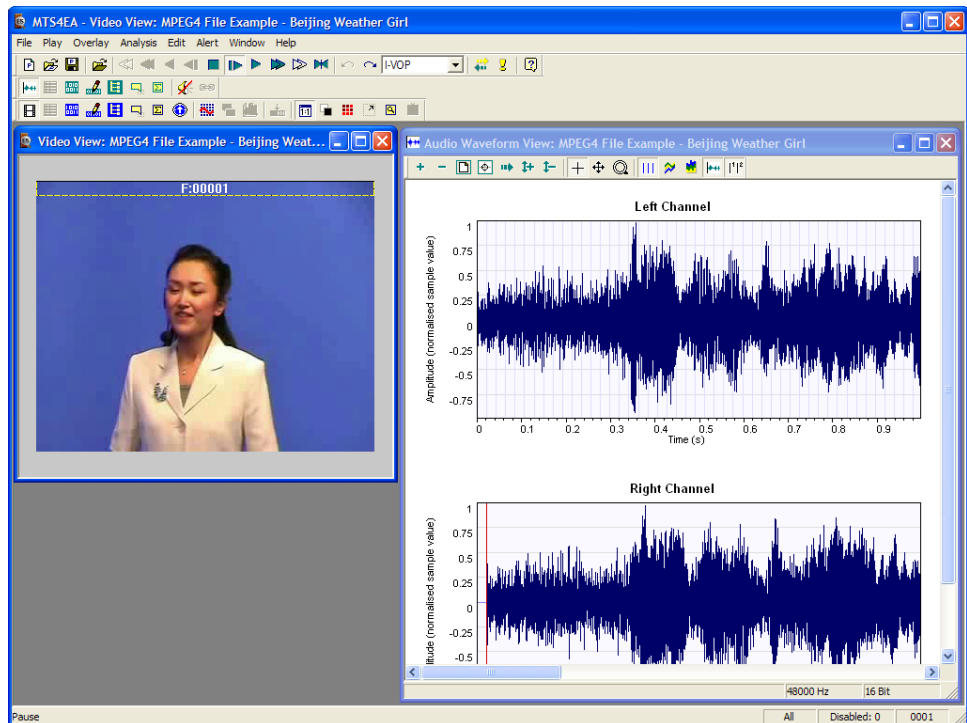 MTS4EA - Video View: MPEG4 File Example - Beijing Weather Girl
File Play Overlay Analysis Edit Alert Window Help
I-VOP
1:1
Video View: MPEG4 File Example - Beijing Weat...
F:00001
Audio Waveform View: MPEG4 File Example - Beijing Weather Girl
Left Channel
Amplitude (normalised sample value)
1
0.75
0.5
0.25
0
-0.25
-0.5
-0.75
0 0.1 0.2 0.3 0.4 0.5 0.6 0.7 0.8 0.9
Time (s)
Right Channel
litude (normalised sample value)
1
0.75
0.5
0.25
0
-0.25
-0.5
48000 Hz 16 Bit
Pause All Disabled: 0 0001